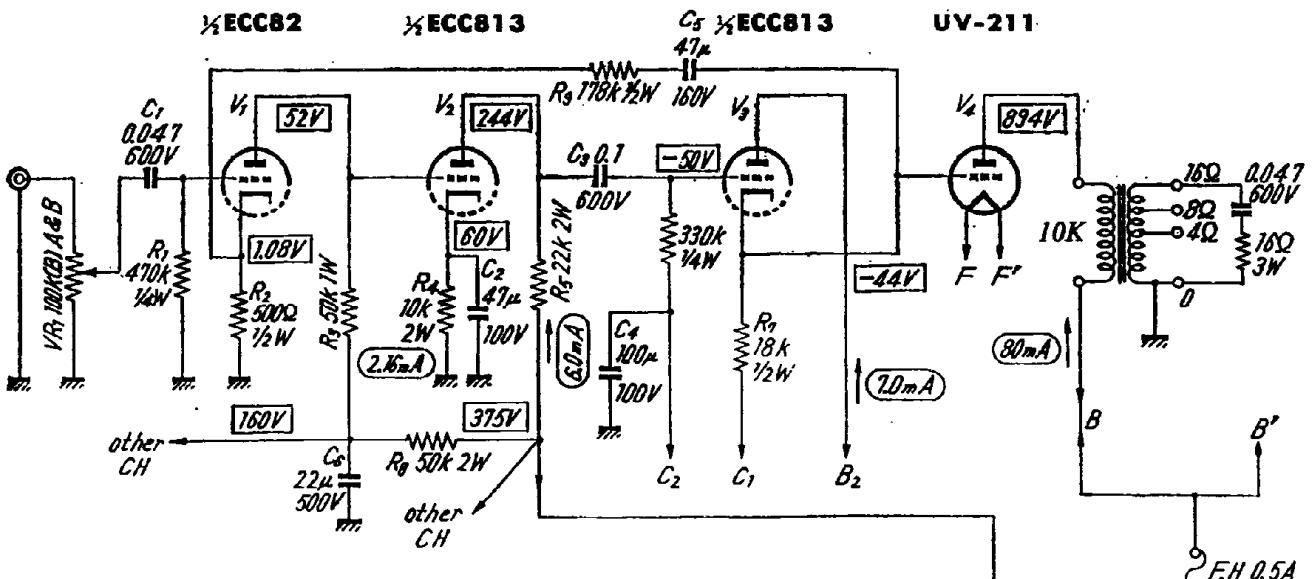 ½ECC82
½ECC813
½ECC813
UV-211
C5
47μ
160V
R9 178k ½W
C1
0.047
600V
V1
52V
V2
244V
C3 0.1
600V
-50V
V3
V4
894V
16Ω
8Ω
4Ω
0
0.047
600V
16Ω
3W
10K
VR1 100K(B) A&B
R1
470k
¼W
1.08V
R2
500Ω
1/2W
R3 50k 1W
60V
R4
10k
2W
C2
47μ
100V
2.16mA
R5 22k 2W
6.0mA
330k
¼W
C4
100μ
100V
-44V
R7
18k
1/2W
7.0mA
F F'
80mA
160V
375V
other
CH
R8 50k 2W
C6
22μ
500V
other
CH
C2
C1
B2
B
B'
F.H 0.5A